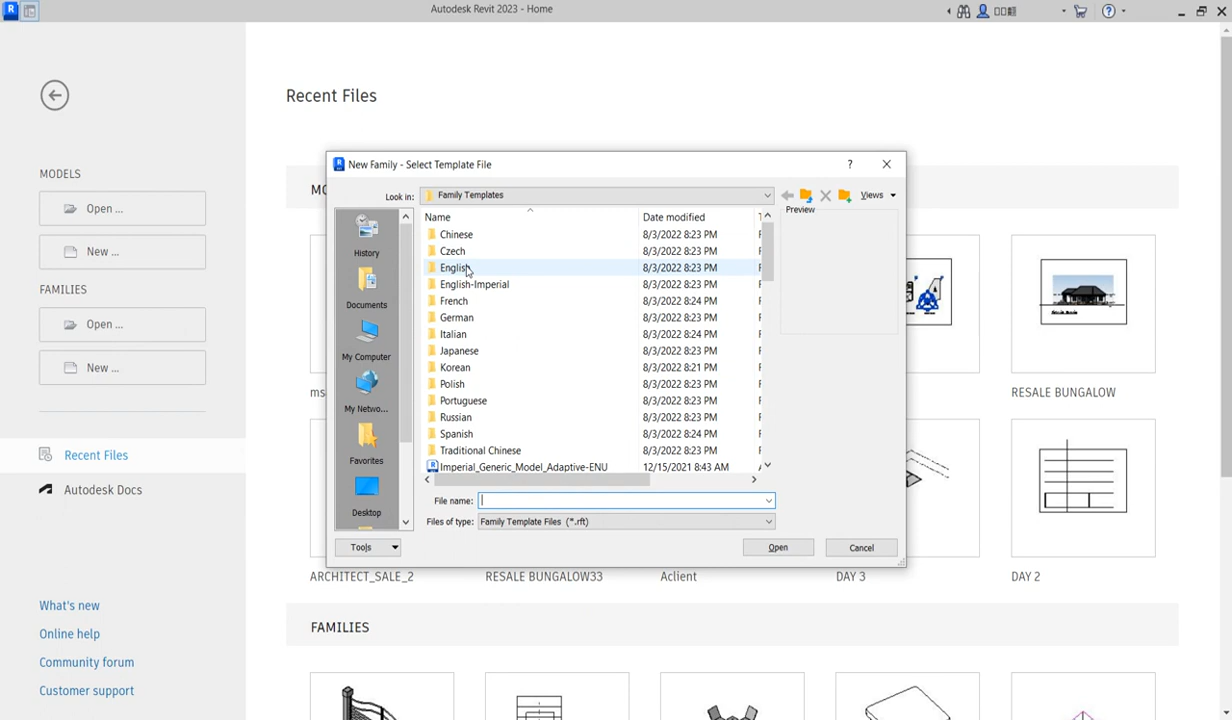 Autodesk Revit 2023 - Home
Recent Files
MODELS
Open ...
New ...
FAMILIES
Open ...
New ...
Recent Files
Autodesk Docs
What's new
Online help
Community forum
Customer support
New Family - Select Template File
Look in:
Family Templates
Views
Preview
Name
Date modified
History
Documents
My Computer
My Netwo...
Favorites
Desktop
Chinese 8/3/2022 8:23 PM
Czech 8/3/2022 8:23 PM
English 8/3/2022 8:23 PM
English-Imperial 8/3/2022 8:23 PM
French 8/3/2022 8:24 PM
German 8/3/2022 8:23 PM
Italian 8/3/2022 8:24 PM
Japanese 8/3/2022 8:23 PM
Korean 8/3/2022 8:21 PM
Polish 8/3/2022 8:23 PM
Portuguese 8/3/2022 8:23 PM
Russian 8/3/2022 8:23 PM
Spanish 8/3/2022 8:24 PM
Traditional Chinese 8/3/2022 8:23 PM
Imperial_Generic_Model_Adaptive-ENU 12/15/2021 8:43 AM
File name:
Files of type: Family Template Files (*.rft)
Tools
Open
Cancel
RESALE BUNGALOW
ARCHITECT_SALE_2
RESALE BUNGALOW33
Aclient
DAY 3
DAY 2
FAMILIES